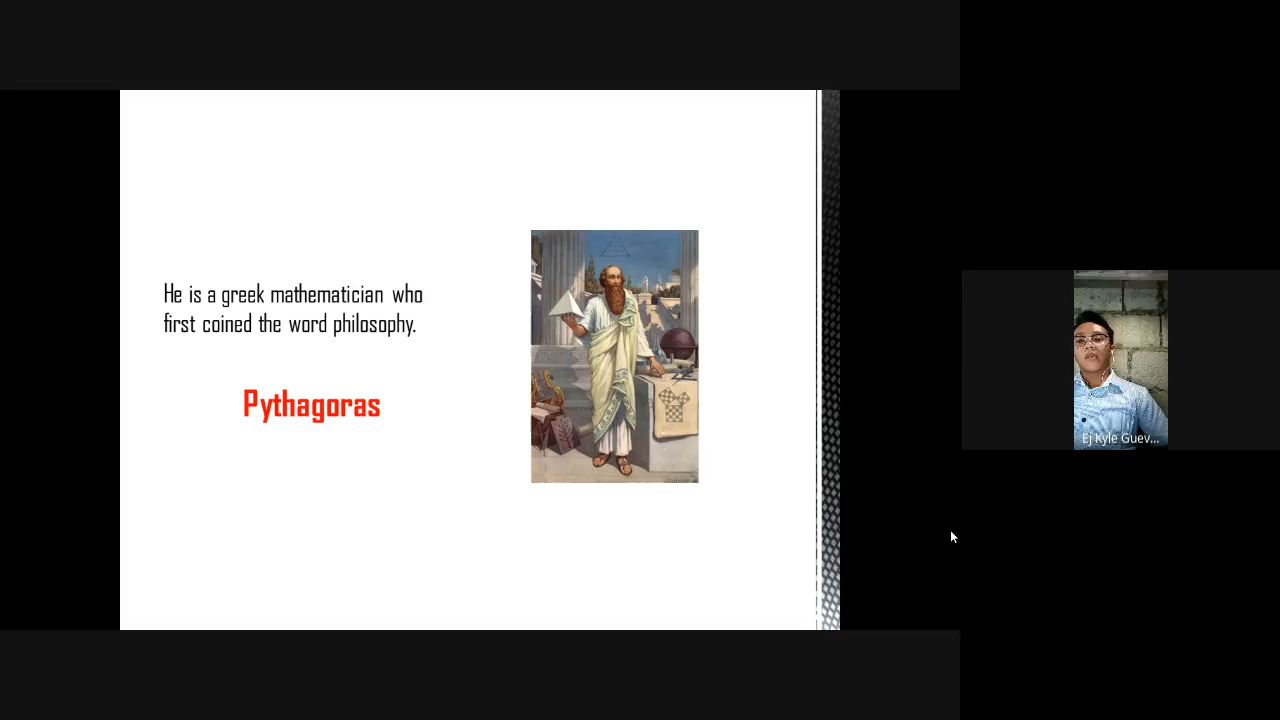 He is a greek mathematician who
first coined the word philosophy.
Pythagoras
Ej Kyle Guev...